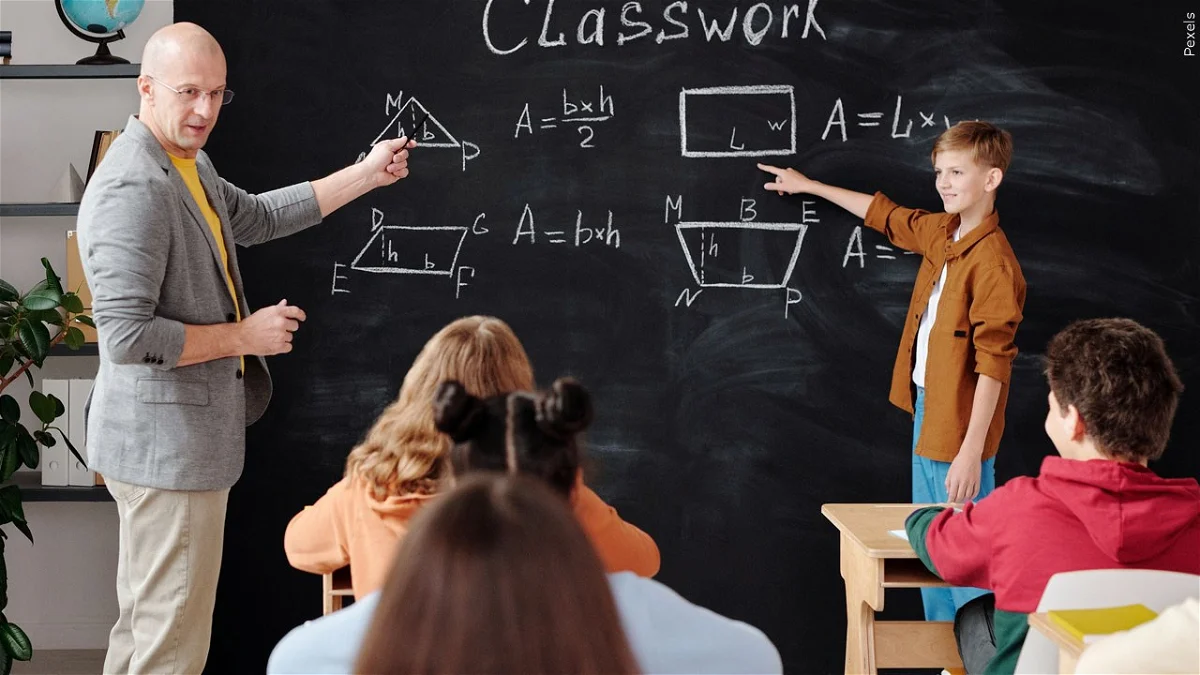 Classwork
Pexels
M
h b
P
A = b×h
2
L w
A = L×
D G
h
b
E F
A = b×h
M B E
h
b
N P
A =